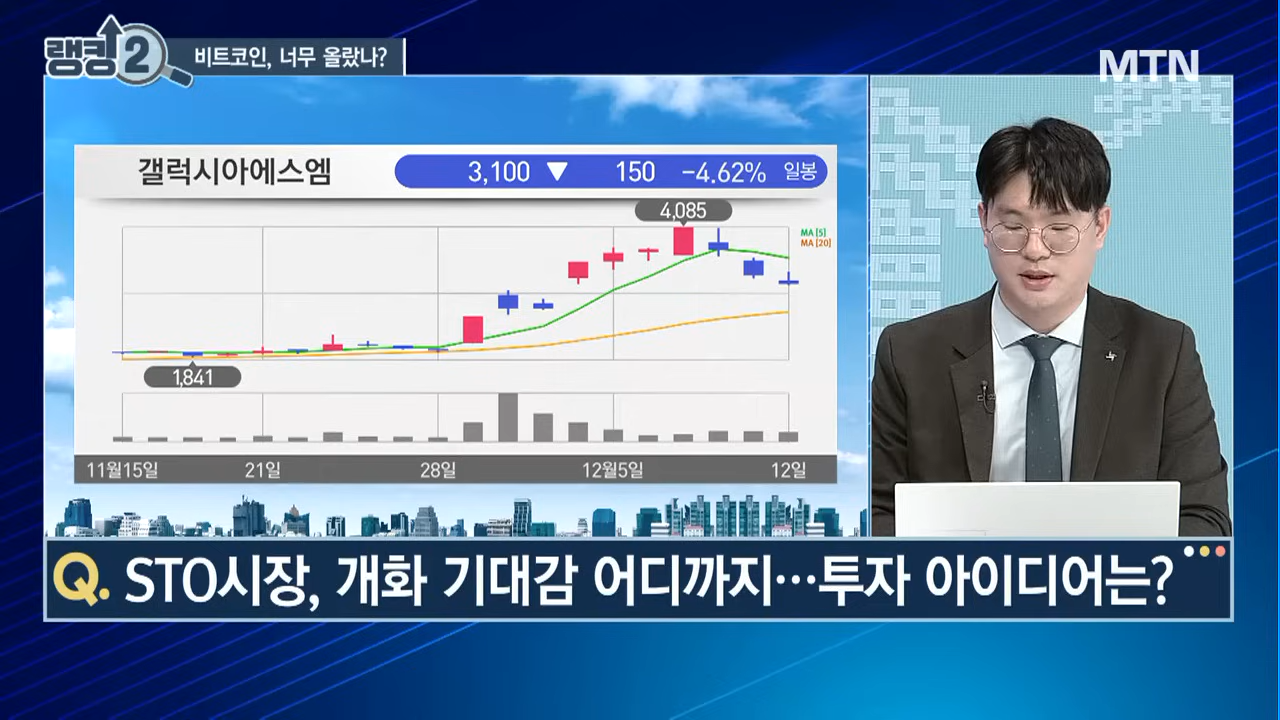 랭킹 2
비트코인, 너무 올랐나?
MTN
갤럭시아에스엠
3,100 ▼ 150 -4.62% 일봉
4,085
MA [5]
MA [20]
1,841
11월15일 21일 28일 12월5일 12일
Q. STO시장, 개화 기대감 어디까지…투자 아이디어는?